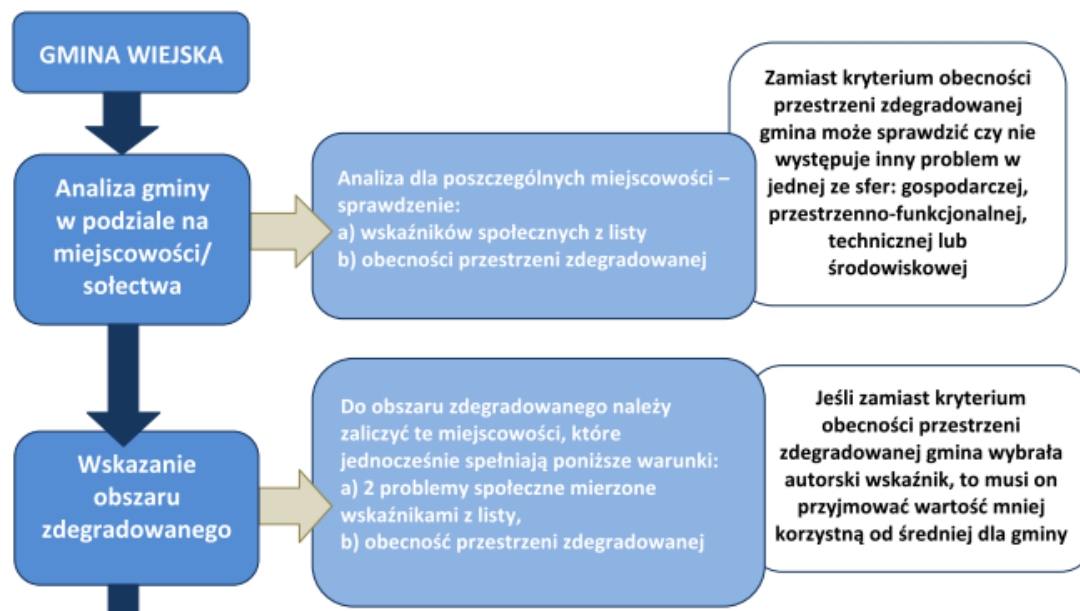 GMINA WIEJSKA
Zamiast kryterium obecności
przestrzeni zdegradowanej
gmina może sprawdzić czy nie
występuje inny problem w
jednej ze sfer: gospodarczej,
przestrzenno-funkcjonalnej,
technicznej lub
środowiskowej
Analiza gminy
w podziale na
miejscowości/
sołectwa
Analiza dla poszczególnych miejscowości –
sprawdzenie:
a) wskaźników społecznych z listy
b) obecności przestrzeni zdegradowanej
Wskazanie
obszaru
zdegradowanego
Do obszaru zdegradowanego należy
zaliczyć te miejscowości, które
jednocześnie spełniają poniższe warunki:
a) 2 problemy społeczne mierzone
wskaźnikami z listy,
b) obecność przestrzeni zdegradowanej
Jeśli zamiast kryterium
obecności przestrzeni
zdegradowanej gmina wybrała
autorski wskaźnik, to musi on
przyjmować wartość mniej
korzystną od średniej dla gminy